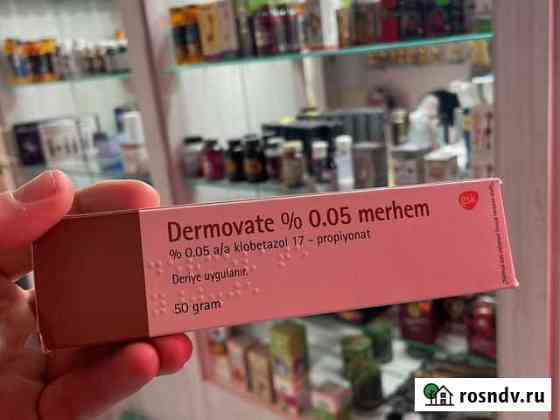 Dermovate % 0.05 merhem
% 0.05 a/a klobetazol 17 - propiyonat
Deriye uygulanır.
50 gram
gsk
rosndv.ru